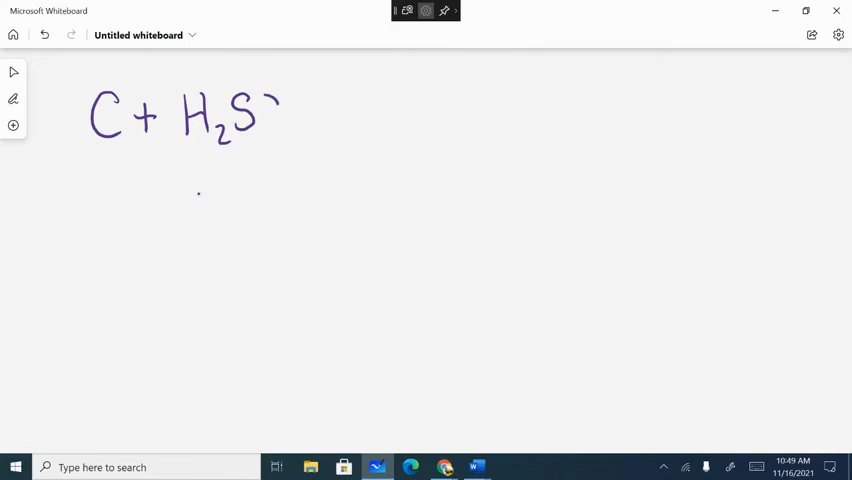 Microsoft Whiteboard
Untitled whiteboard
C + H₂S
Type here to search
10:49 AM
11/16/2021